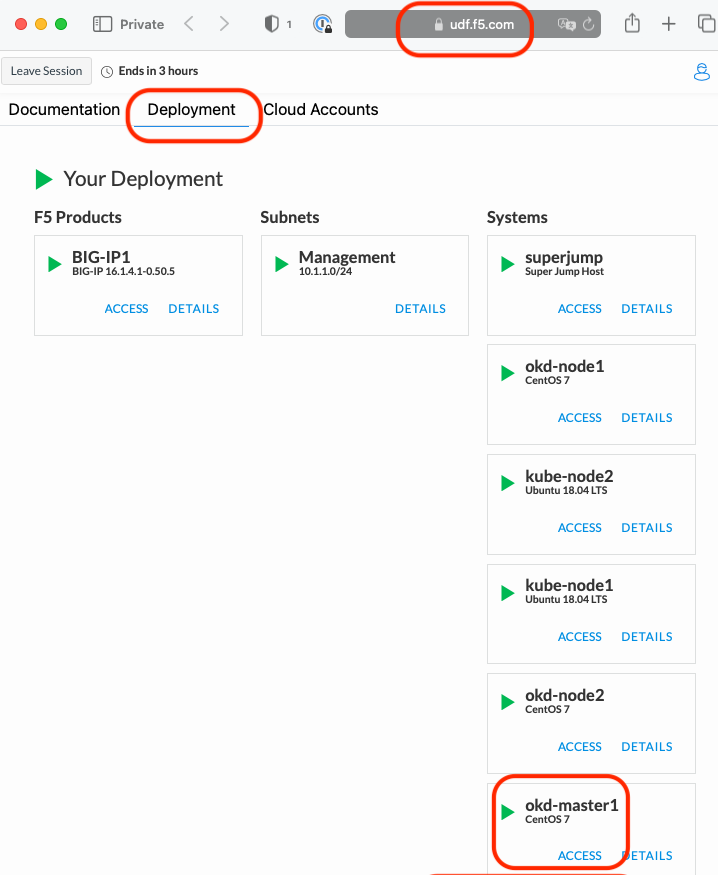 Private
1
udf.f5.com
Leave Session
Ends in 3 hours
Documentation
Deployment
Cloud Accounts
Your Deployment
F5 Products
BIG-IP1
BIG-IP 16.1.4.1-0.50.5
ACCESS DETAILS
Subnets
Management
10.1.1.0/24
DETAILS
Systems
superjump
Super Jump Host
ACCESS DETAILS
okd-node1
CentOS 7
ACCESS DETAILS
kube-node2
Ubuntu 18.04 LTS
ACCESS DETAILS
kube-node1
Ubuntu 18.04 LTS
ACCESS DETAILS
okd-node2
CentOS 7
ACCESS DETAILS
okd-master1
CentOS 7
ACCESS DETAILS